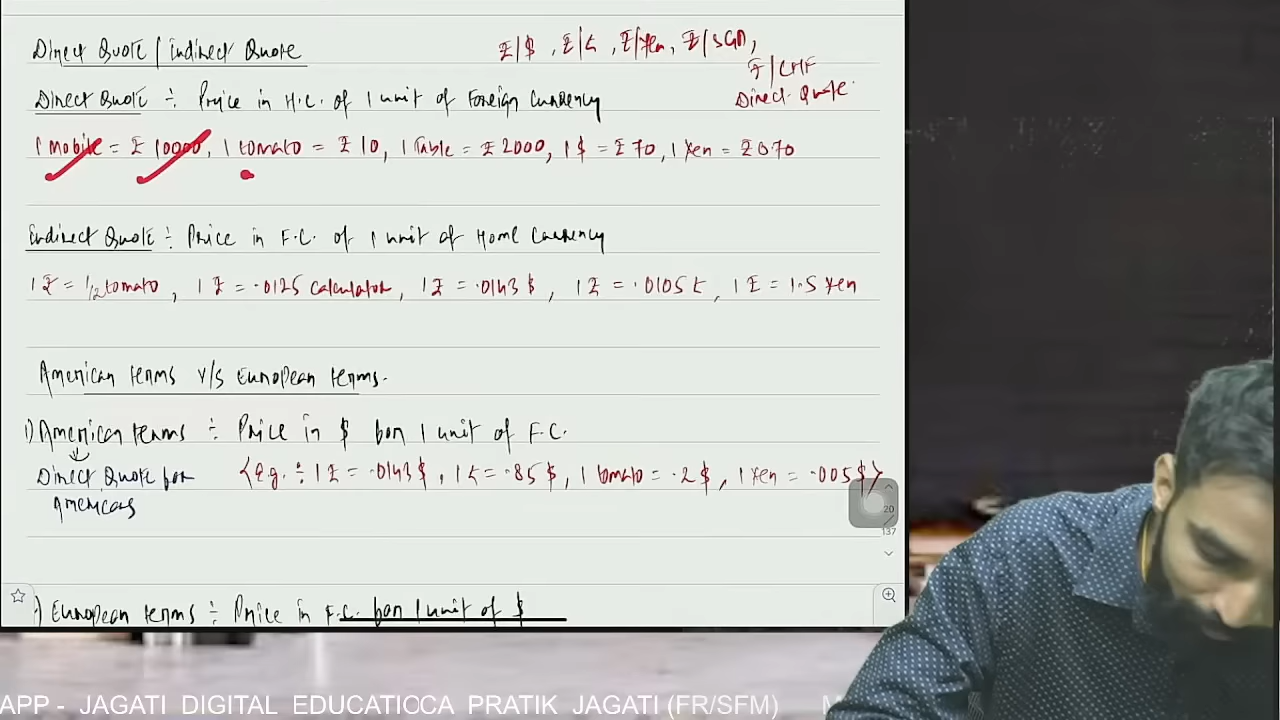 Direct Quote / Indirect Quote
₹/$ , ₹/€ , ₹/Yen, ₹/SGD,
₹/CHF
Direct Quote
Direct Quote ÷ Price in H.C. of 1 unit of Foreign Currency
1 Mobile = ₹ 10000, 1 tomato = ₹ 10, 1 Table = ₹ 2000, 1 $ = ₹ 70, 1 Yen = ₹ 0.70
Indirect Quote ÷ Price in F.C. of 1 unit of Home Currency
1 ₹ = 1/2 tomato , 1 ₹ = .0125 calculator, 1 ₹ = .0143 $ , 1 ₹ = .0105 € , 1 ₹ = 1.5 Yen
American terms v/s European terms.
1) American terms ÷ Price in $ for 1 unit of F.C.
Direct Quote for (e.g. ÷ 1 ₹ = .0143 $, 1 € = .85 $, 1 tomato = .2 $, 1 Yen = .005 $)
Americas
20
137
) European terms ÷ Price in F.C. for 1 unit of $
APP - JAGATI DIGITAL EDUCATIOCA PRATIK JAGATI (FR/SFM) M